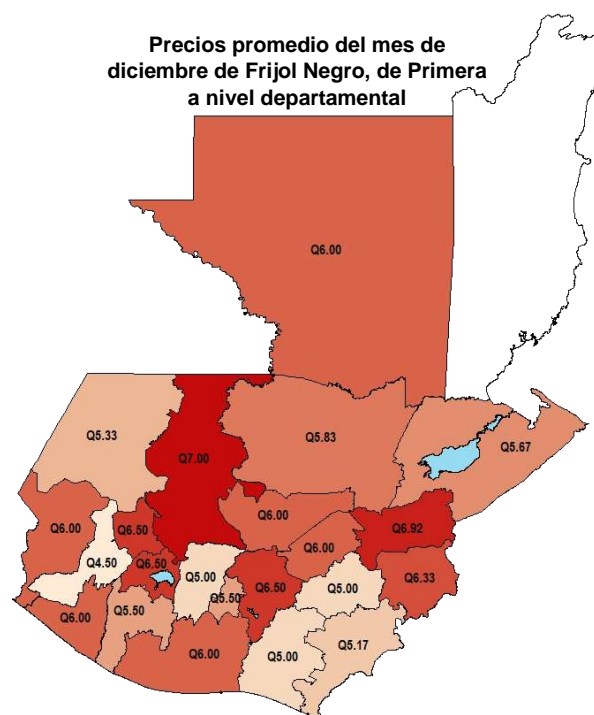 Precios promedio del mes de
diciembre de Frijol Negro, de Primera
a nivel departamental
Q6.00
Q5.33
Q5.83
Q7.00
Q5.67
Q6.00
Q6.50
Q6.00
Q6.92
Q6.00
Q4.50
Q6.50
Q5.00
Q6.50
Q5.00
Q6.33
Q6.00
Q5.50
Q5.50
Q6.00
Q5.00
Q5.17